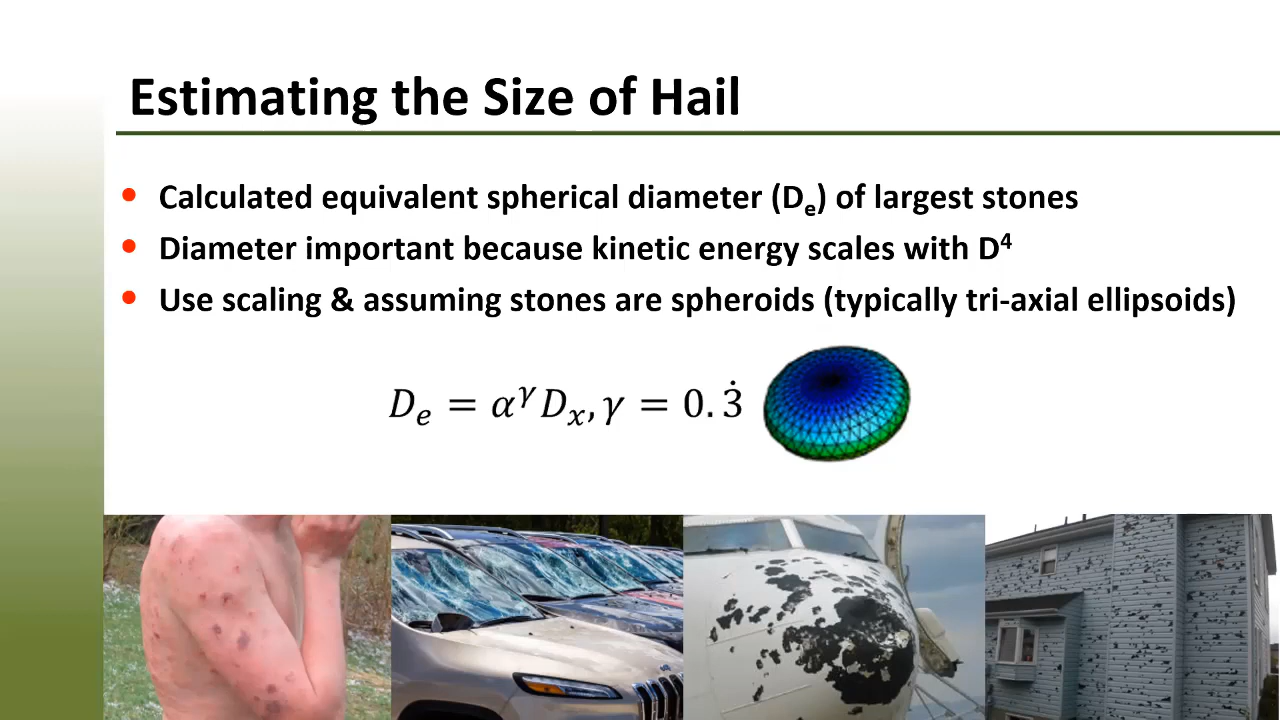 Estimating the Size of Hail
• Calculated equivalent spherical diameter (Dₑ) of largest stones
• Diameter important because kinetic energy scales with D⁴
• Use scaling & assuming stones are spheroids (typically tri-axial ellipsoids)
Dₑ = α^γ Dₓ, γ = 0.3̇